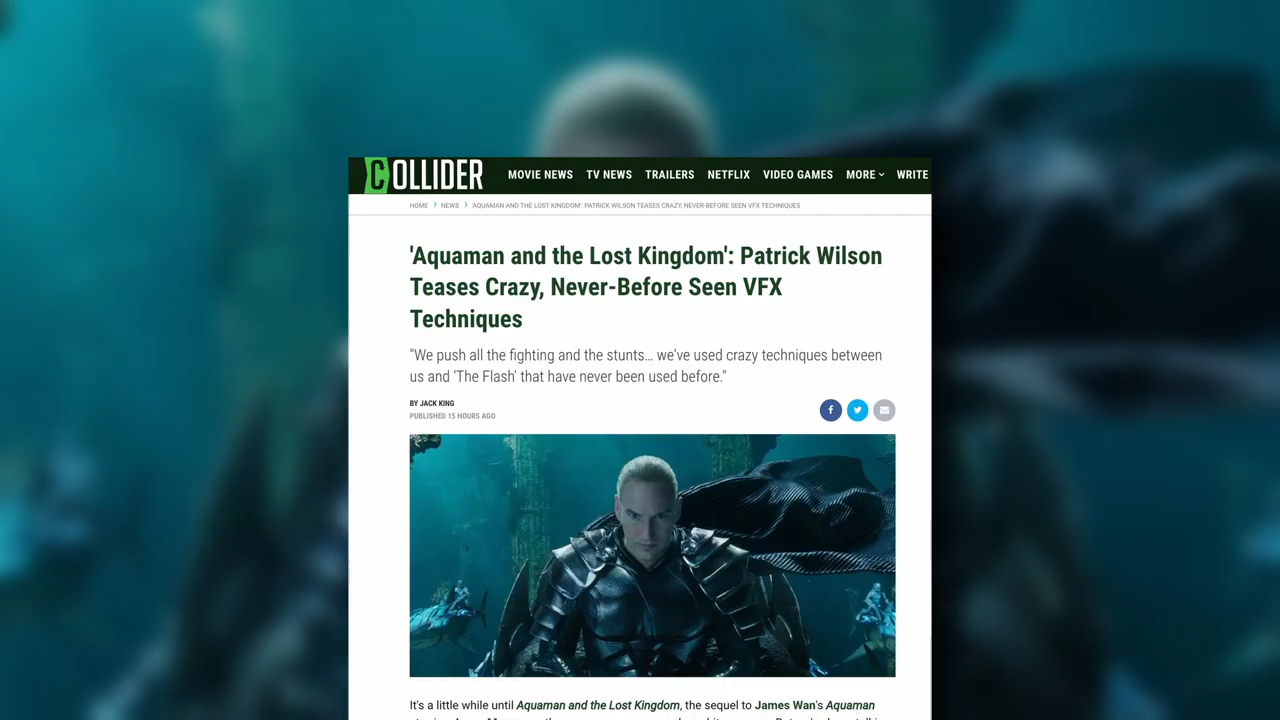 COLLIDER
MOVIE NEWS TV NEWS TRAILERS NETFLIX VIDEO GAMES MORE WRITE
HOME > NEWS > 'AQUAMAN AND THE LOST KINGDOM': PATRICK WILSON TEASES CRAZY, NEVER-BEFORE SEEN VFX TECHNIQUES
'Aquaman and the Lost Kingdom': Patrick Wilson
Teases Crazy, Never-Before Seen VFX
Techniques
"We push all the fighting and the stunts... we've used crazy techniques between
us and 'The Flash' that have never been used before."
BY JACK KING
PUBLISHED 15 HOURS AGO
It's a little while until Aquaman and the Lost Kingdom, the sequel to James Wan's Aquaman